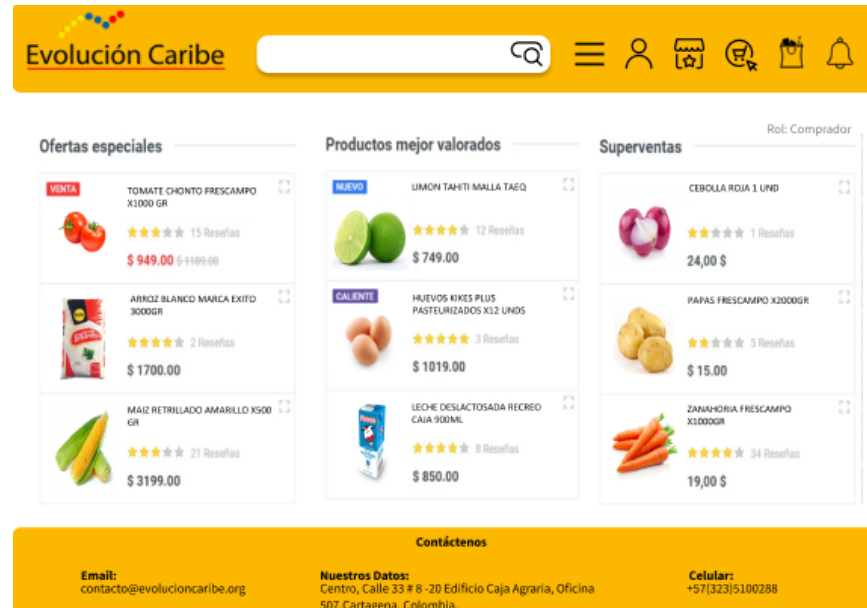 Evolución Caribe
Rol: Comprador
Ofertas especiales
VENTA
TOMATE CHONTO FRESCAMPO
X1000 GR
15 Reseñas
$ 949.00 $ 1189.00
ARROZ BLANCO MARCA EXITO
3000GR
2 Reseñas
$ 1700.00
MAIZ RETRILLADO AMARILLO X500
GR
21 Reseñas
$ 3199.00
Productos mejor valorados
NUEVO
LIMON TAHITI MALLA TAEQ
12 Reseñas
$ 749.00
CALIENTE
HUEVOS KIKES PLUS
PASTEURIZADOS X12 UNDS
3 Reseñas
$ 1019.00
LECHE DESLACTOSADA RECREO
CAJA 900ML
8 Reseñas
$ 850.00
Superventas
CEBOLLA ROJA 1 UND
1 Reseñas
24,00 $
PAPAS FRESCAMPO X2000GR
5 Reseñas
$ 15.00
ZANAHORIA FRESCAMPO
X1000GR
34 Reseñas
19,00 $
Contáctenos
Email:
contacto@evolucioncaribe.org
Nuestros Datos:
Centro, Calle 33 # 8 -20 Edificio Caja Agraria, Oficina
507 Cartagena, Colombia.
Celular:
+57(323)5100288